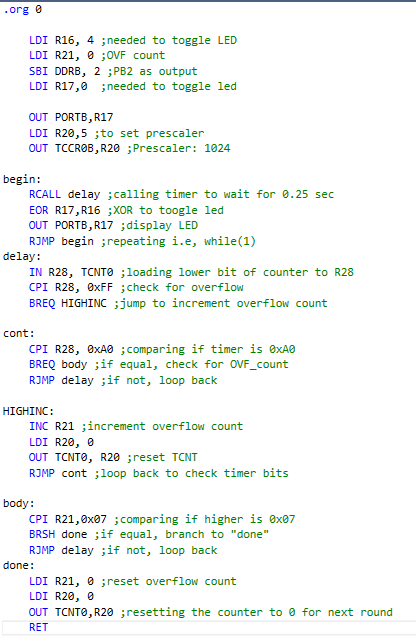 .org 0
LDI R16, 4 ;needed to toggle LED
LDI R21, 0 ;OVF count
SBI DDRB, 2 ;PB2 as output
LDI R17,0  ;needed to toggle led
OUT PORTB,R17
LDI R20,5 ;to set prescaler
OUT TCCR0B,R20 ;Prescaler: 1024
begin:
RCALL delay ;calling timer to wait for 0.25 sec
EOR R17,R16 ;XOR to toogle led
OUT PORTB,R17 ;display LED
RJMP begin ;repeating i.e, while(1)
delay:
IN R28, TCNT0 ;loading lower bit of counter to R28
CPI R28, 0xFF ;check for overflow
BREQ HIGHINC ;jump to increment overflow count
cont:
CPI R28, 0xA0 ;comparing if timer is 0xA0
BREQ body ;if equal, check for OVF_count
RJMP delay ;if not, loop back
HIGHINC:
INC R21 ;increment overflow count
LDI R20, 0
OUT TCNT0, R20 ;reset TCNT
RJMP cont ;loop back to check timer bits
body:
CPI R21,0x07 ;comparing if higher is 0x07
BRSH done ;if equal, branch to "done"
RJMP delay ;if not, loop back
done:
LDI R21, 0 ;reset overflow count
LDI R20, 0
OUT TCNT0,R20 ;resetting the counter to 0 for next round
RET